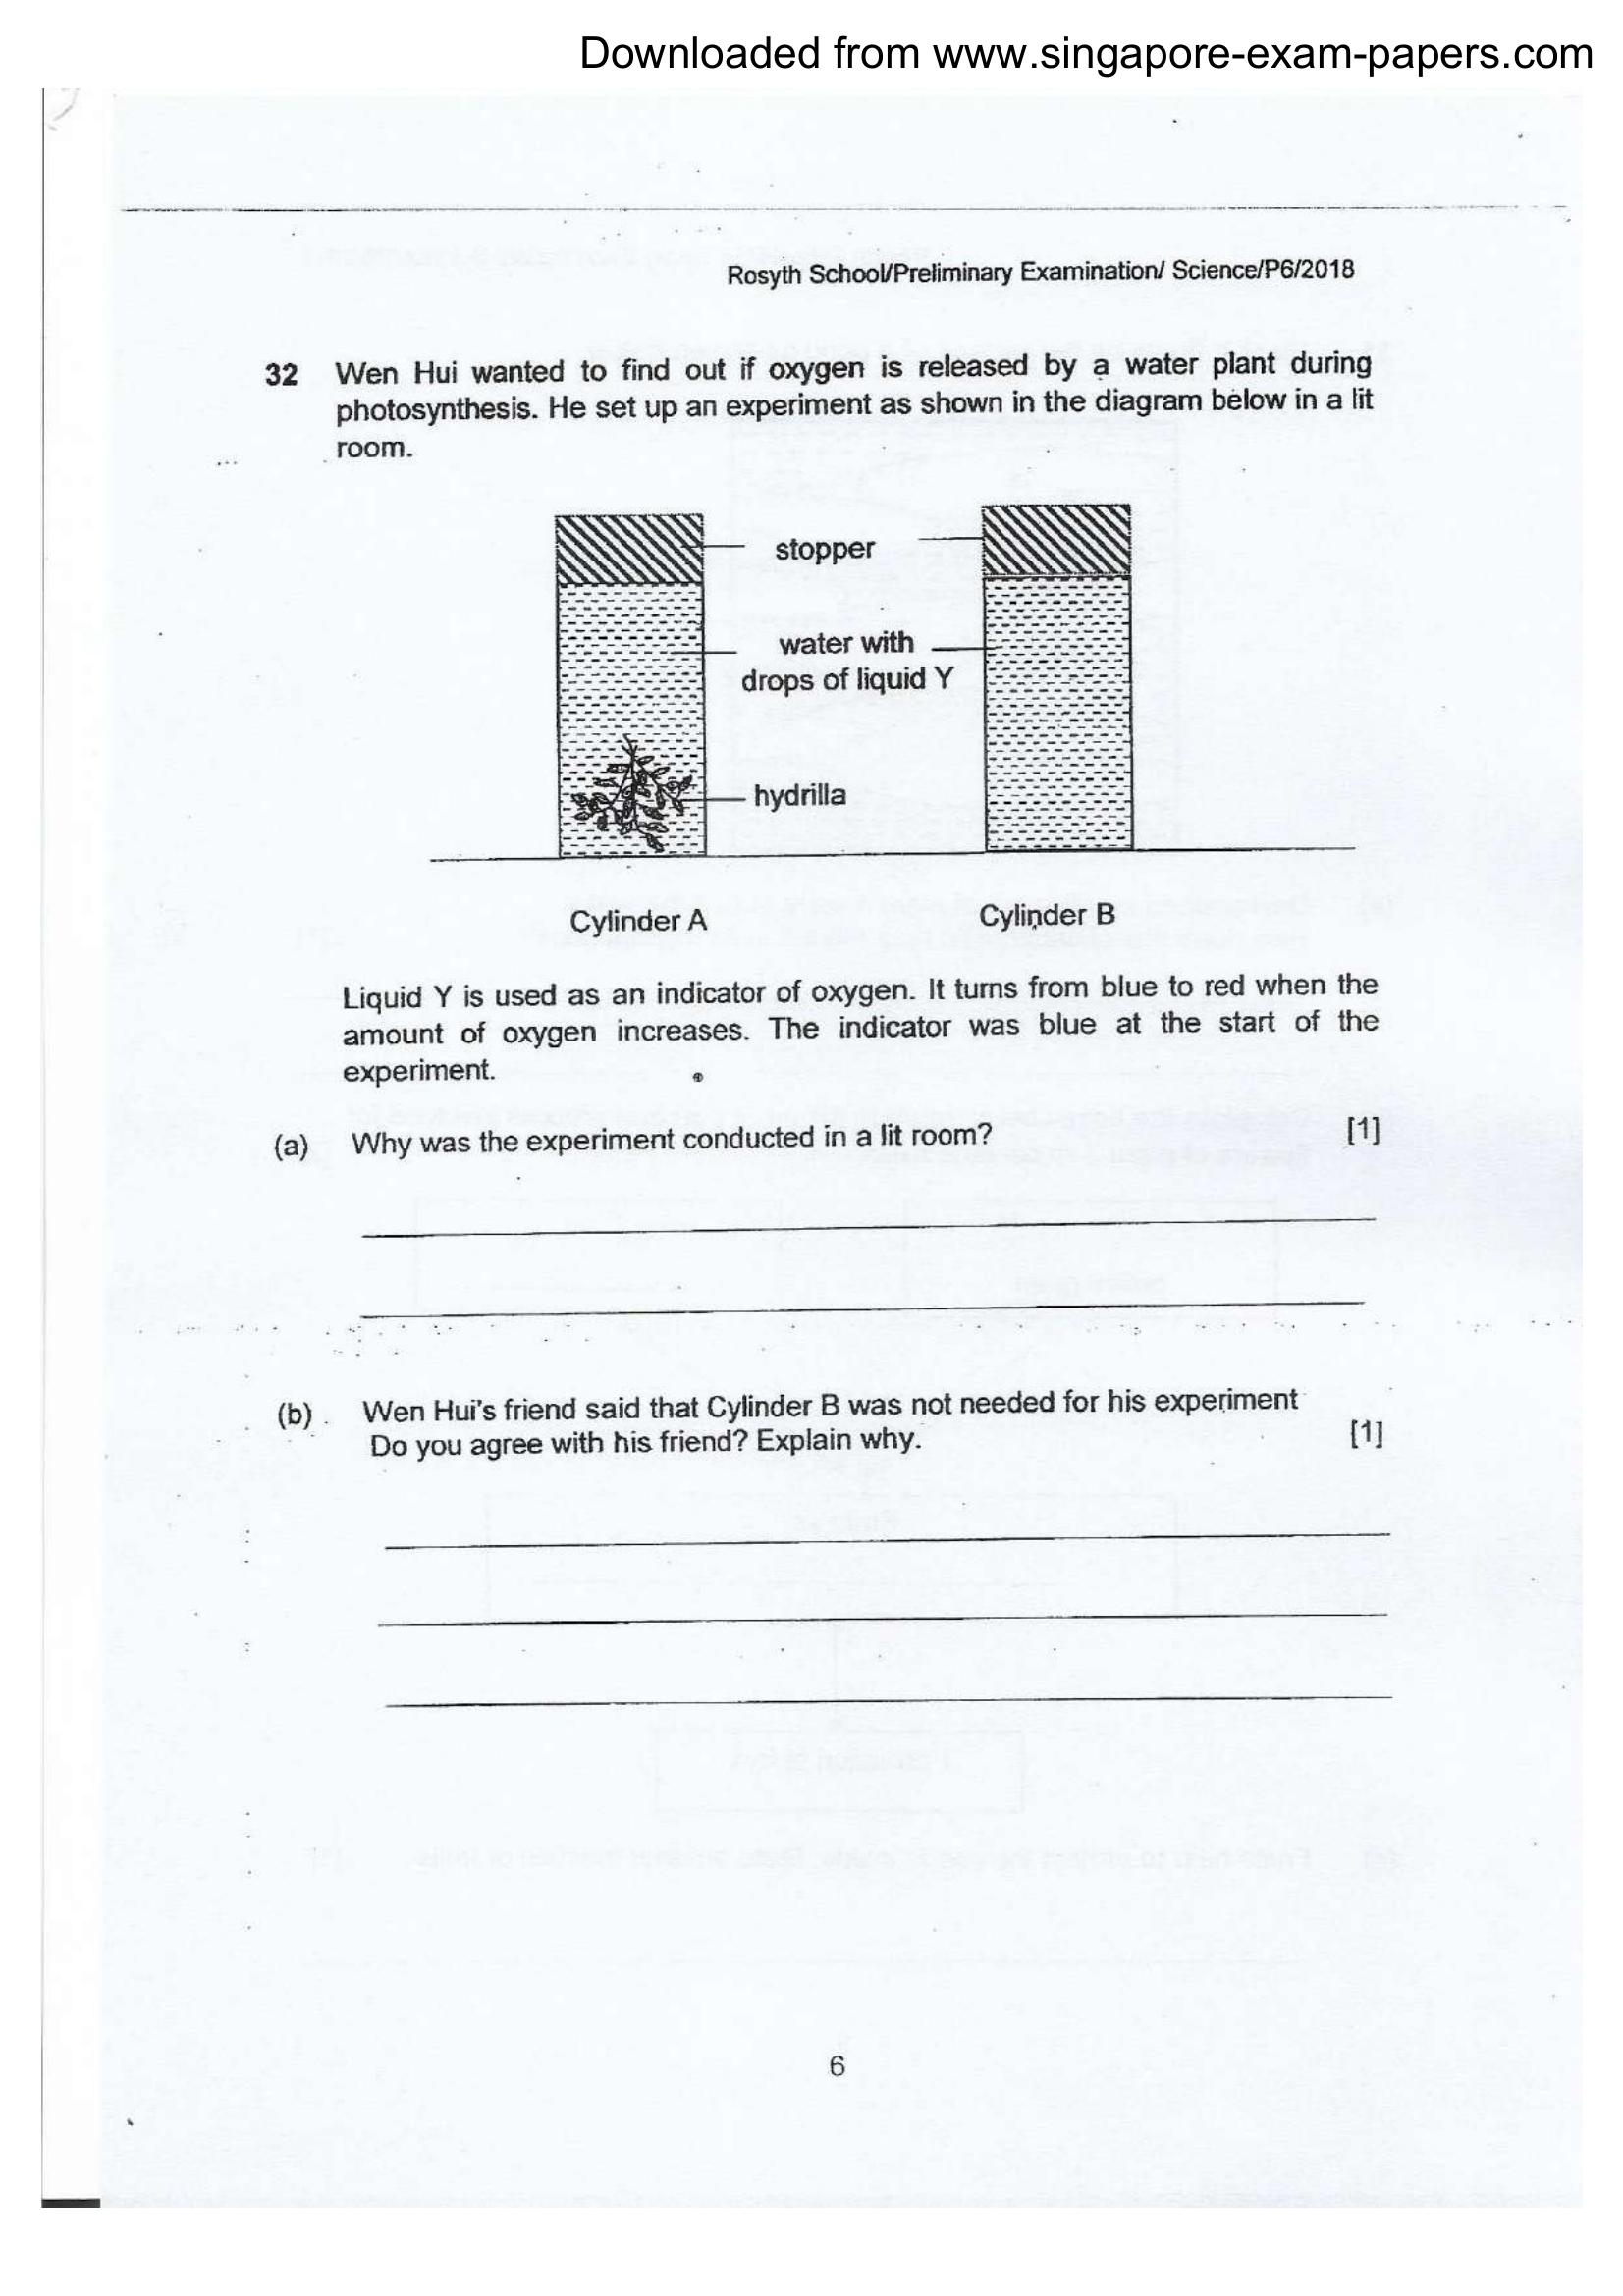 Downloaded from www.singapore-exam-papers.com
Rosyth School/Preliminary Examination/ Science/P6/2018
32 Wen Hui wanted to find out if oxygen is released by a water plant during
photosynthesis. He set up an experiment as shown in the diagram below in a lit
room.
stopper
water with
drops of liquid Y
hydrilla
Cylinder A
Cylinder B
Liquid Y is used as an indicator of oxygen. It turns from blue to red when the
amount of oxygen increases. The indicator was blue at the start of the
experiment.
(a) Why was the experiment conducted in a lit room? [1]
(b) Wen Hui's friend said that Cylinder B was not needed for his experiment
Do you agree with his friend? Explain why. [1]
6